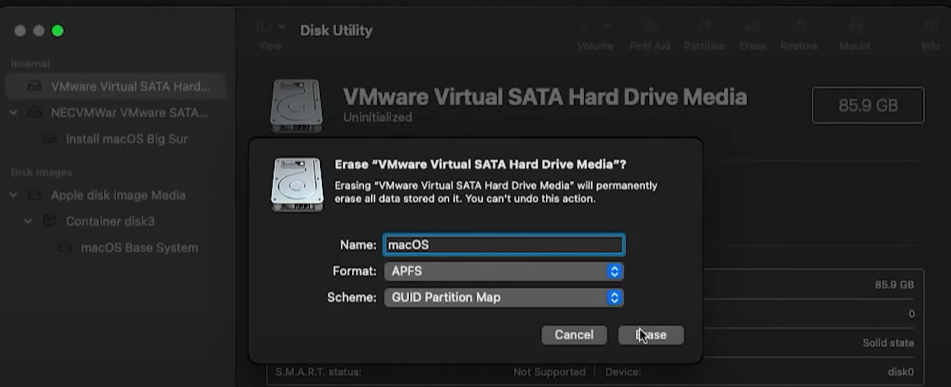 Disk Utility
View
Volume First Aid Partition Erase Restore Mount Info
Internal
VMware Virtual SATA Hard...
NECVMWar VMware SATA...
Install macOS Big Sur
Disk Images
Apple disk image Media
Container disk3
macOS Base System
VMware Virtual SATA Hard Drive Media
Uninitialized
85.9 GB
Erase “VMware Virtual SATA Hard Drive Media”?
Erasing “VMware Virtual SATA Hard Drive Media” will permanently
erase all data stored on it. You can't undo this action.
Name: macOS
Format: APFS
Scheme: GUID Partition Map
Cancel Erase
85.9 GB
0
Solid state
S.M.A.R.T. status: Not Supported Device: disk0